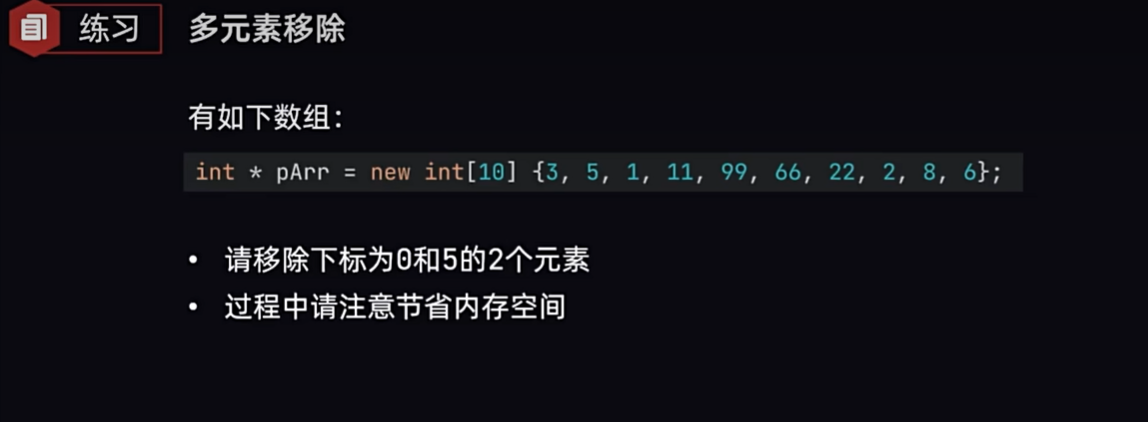 练习 多元素移除
有如下数组:
int * pArr = new int[10] {3, 5, 1, 11, 99, 66, 22, 2, 8, 6};
• 请移除下标为0和5的2个元素
• 过程中请注意节省内存空间